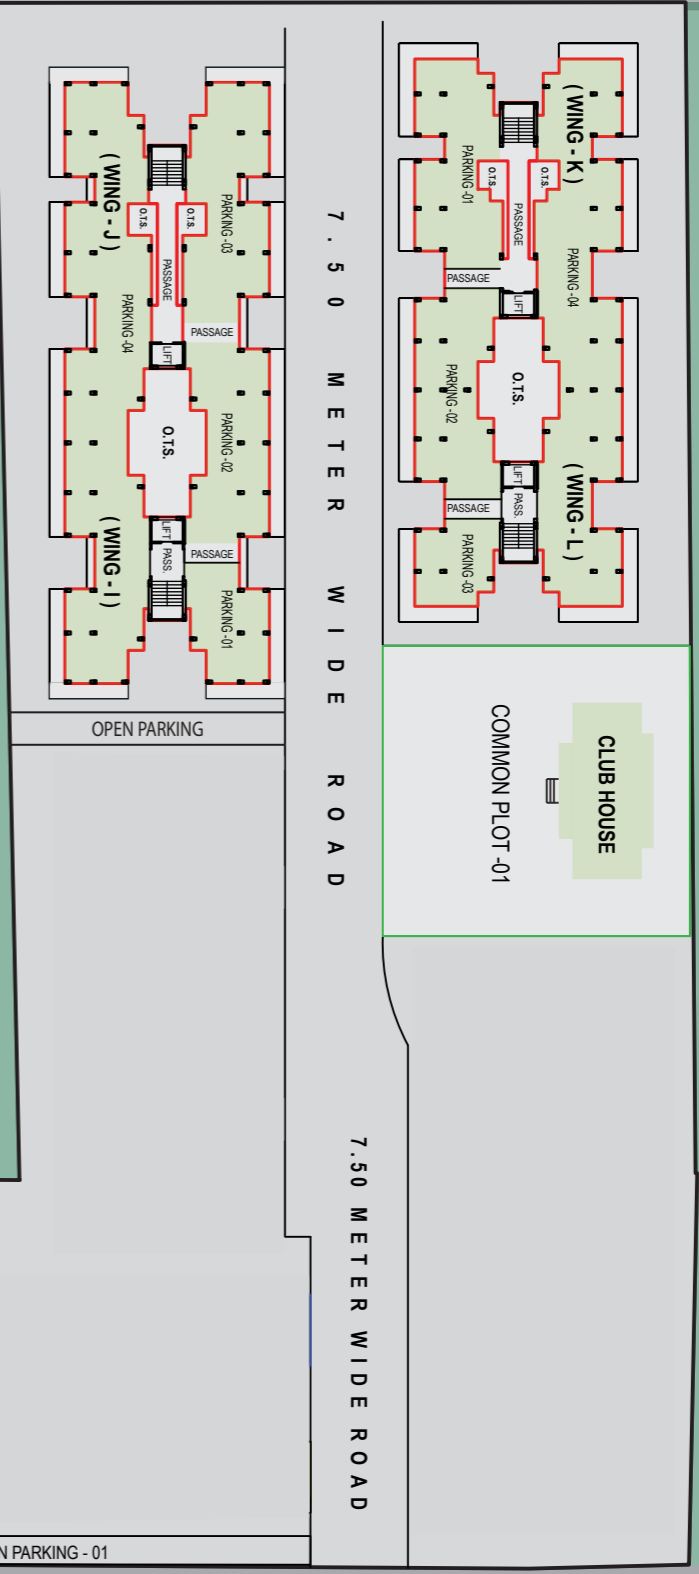 ( WING - J )
PARKING -03
O.T.S.
O.T.S.
PASSAGE
PASSAGE
PARKING -04
LIFT
O.T.S.
PARKING -02
( WING - I )
LIFT
PASS.
PASSAGE
PARKING -01
OPEN PARKING
7.50 METER WIDE ROAD
( WING - K )
PARKING -01
O.T.S.
O.T.S.
PASSAGE
PASSAGE
PARKING -04
LIFT
O.T.S.
PARKING -02
( WING - L )
LIFT
PASS.
PASSAGE
PARKING -03
CLUB HOUSE
COMMON PLOT -01
7.50 METER WIDE ROAD
N PARKING - 01